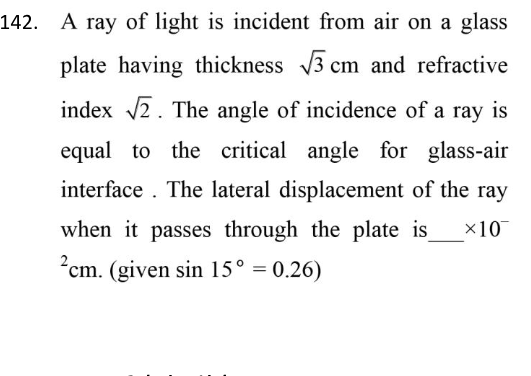 142. A ray of light is incident from air on a glass
plate having thickness √3 cm and refractive
index √2 . The angle of incidence of a ray is
equal to the critical angle for glass-air
interface . The lateral displacement of the ray
when it passes through the plate is___×10⁻
²cm. (given sin 15° = 0.26)